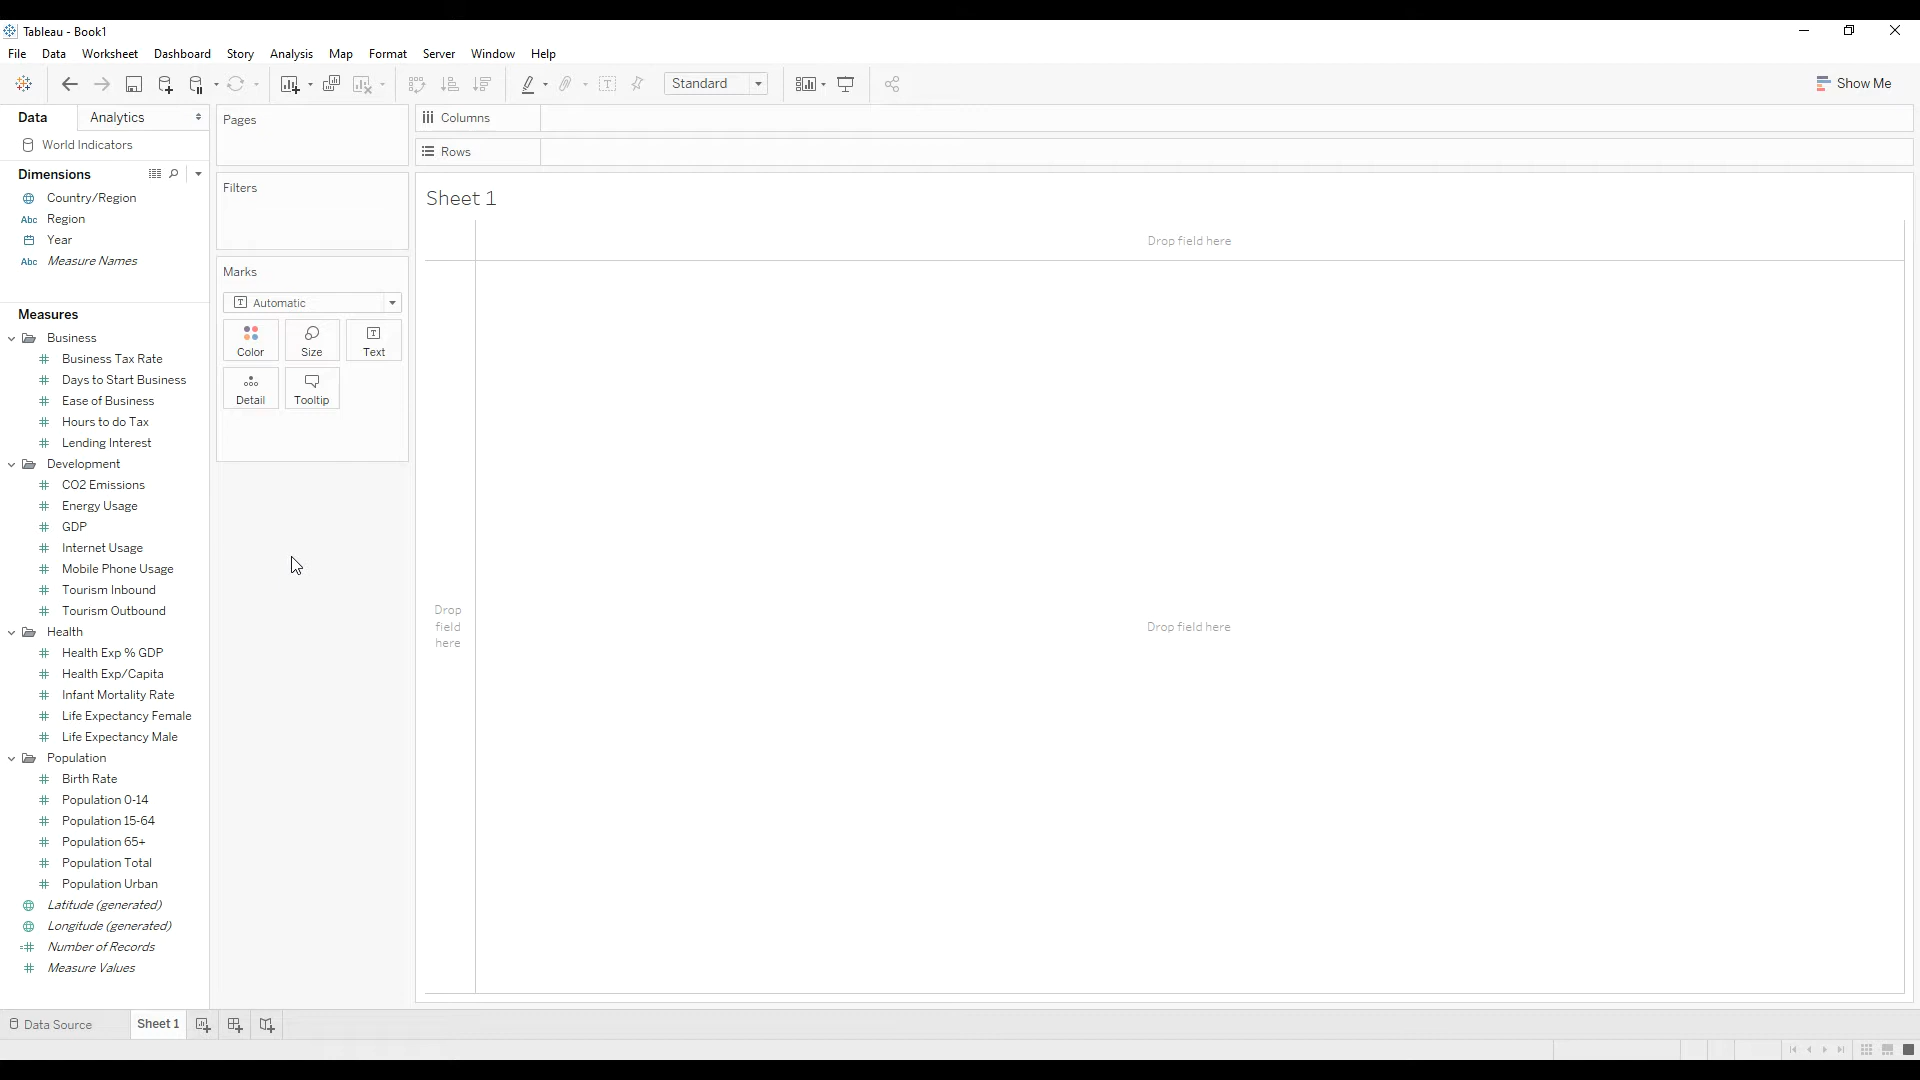 Tableau - Book1
File Data Worksheet Dashboard Story Analysis Map Format Server Window Help
Standard
Show Me
Data
Analytics
World Indicators
Dimensions
Country/Region
Abc Region
Year
Abc Measure Names
Measures
Business
Business Tax Rate
Days to Start Business
Ease of Business
Hours to do Tax
Lending Interest
Development
CO2 Emissions
Energy Usage
GDP
Internet Usage
Mobile Phone Usage
Tourism Inbound
Tourism Outbound
Health
Health Exp % GDP
Health Exp/Capita
Infant Mortality Rate
Life Expectancy Female
Life Expectancy Male
Population
Birth Rate
Population 0-14
Population 15-64
Population 65+
Population Total
Population Urban
Latitude (generated)
Longitude (generated)
Number of Records
Measure Values
Pages
Filters
Marks
Automatic
Color
Size
Text
Detail
Tooltip
Columns
Rows
Sheet 1
Drop field here
Drop
field
here
Drop field here
Data Source
Sheet 1